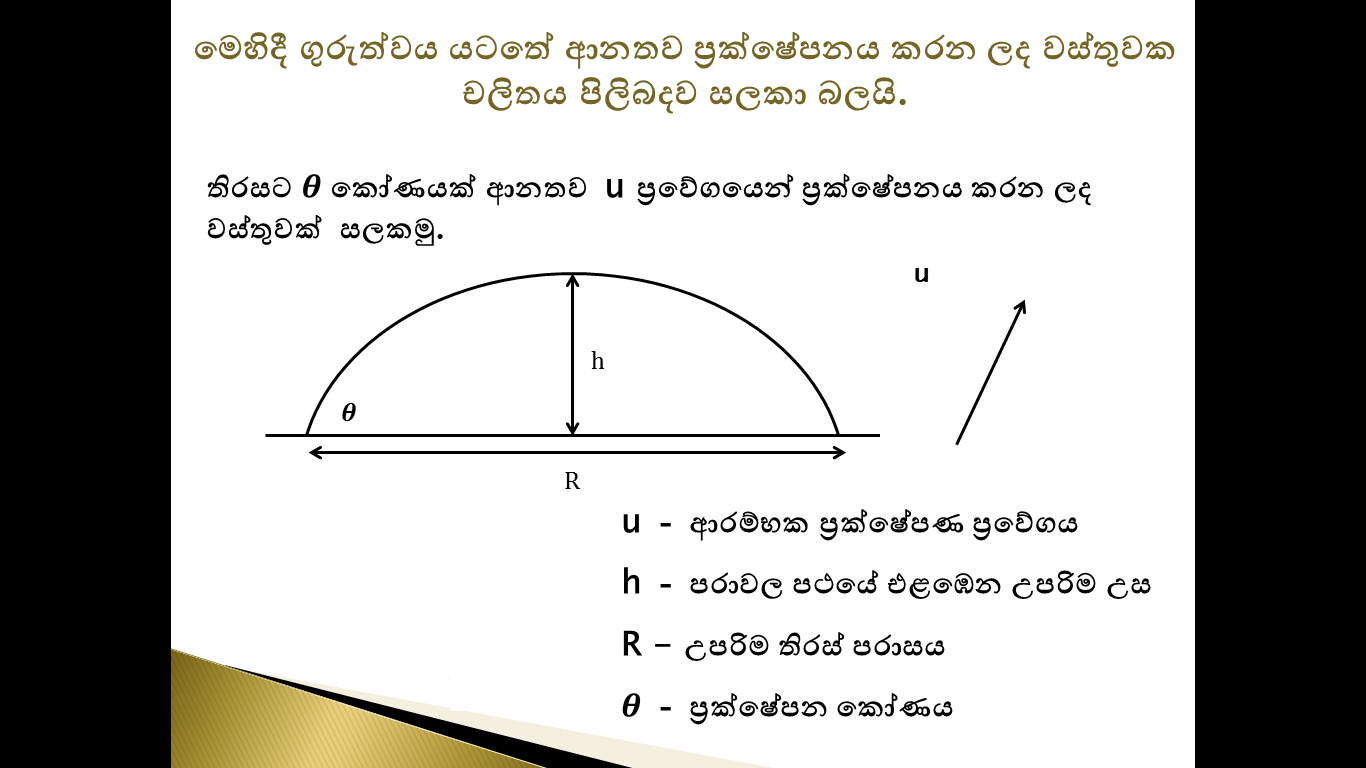 මෙහිදී ගුරුත්වය යටතේ ආනතව ප්‍රක්ෂේපනය කරන ලද වස්තුවක
චලිතය පිලිබදව සලකා බලයි.
තිරසට θ කෝණයක් ආනතව u ප්‍රවේගයෙන් ප්‍රක්ෂේපනය කරන ලද
වස්තුවක් සලකමු.
u
h
θ
R
u - ආරම්භක ප්‍රක්ෂේපණ ප්‍රවේගය
h - පරාවල පථයේ එළඹෙන උපරිම උස
R – උපරිම තිරස් පරාසය
θ - ප්‍රක්ෂේපන කෝණය